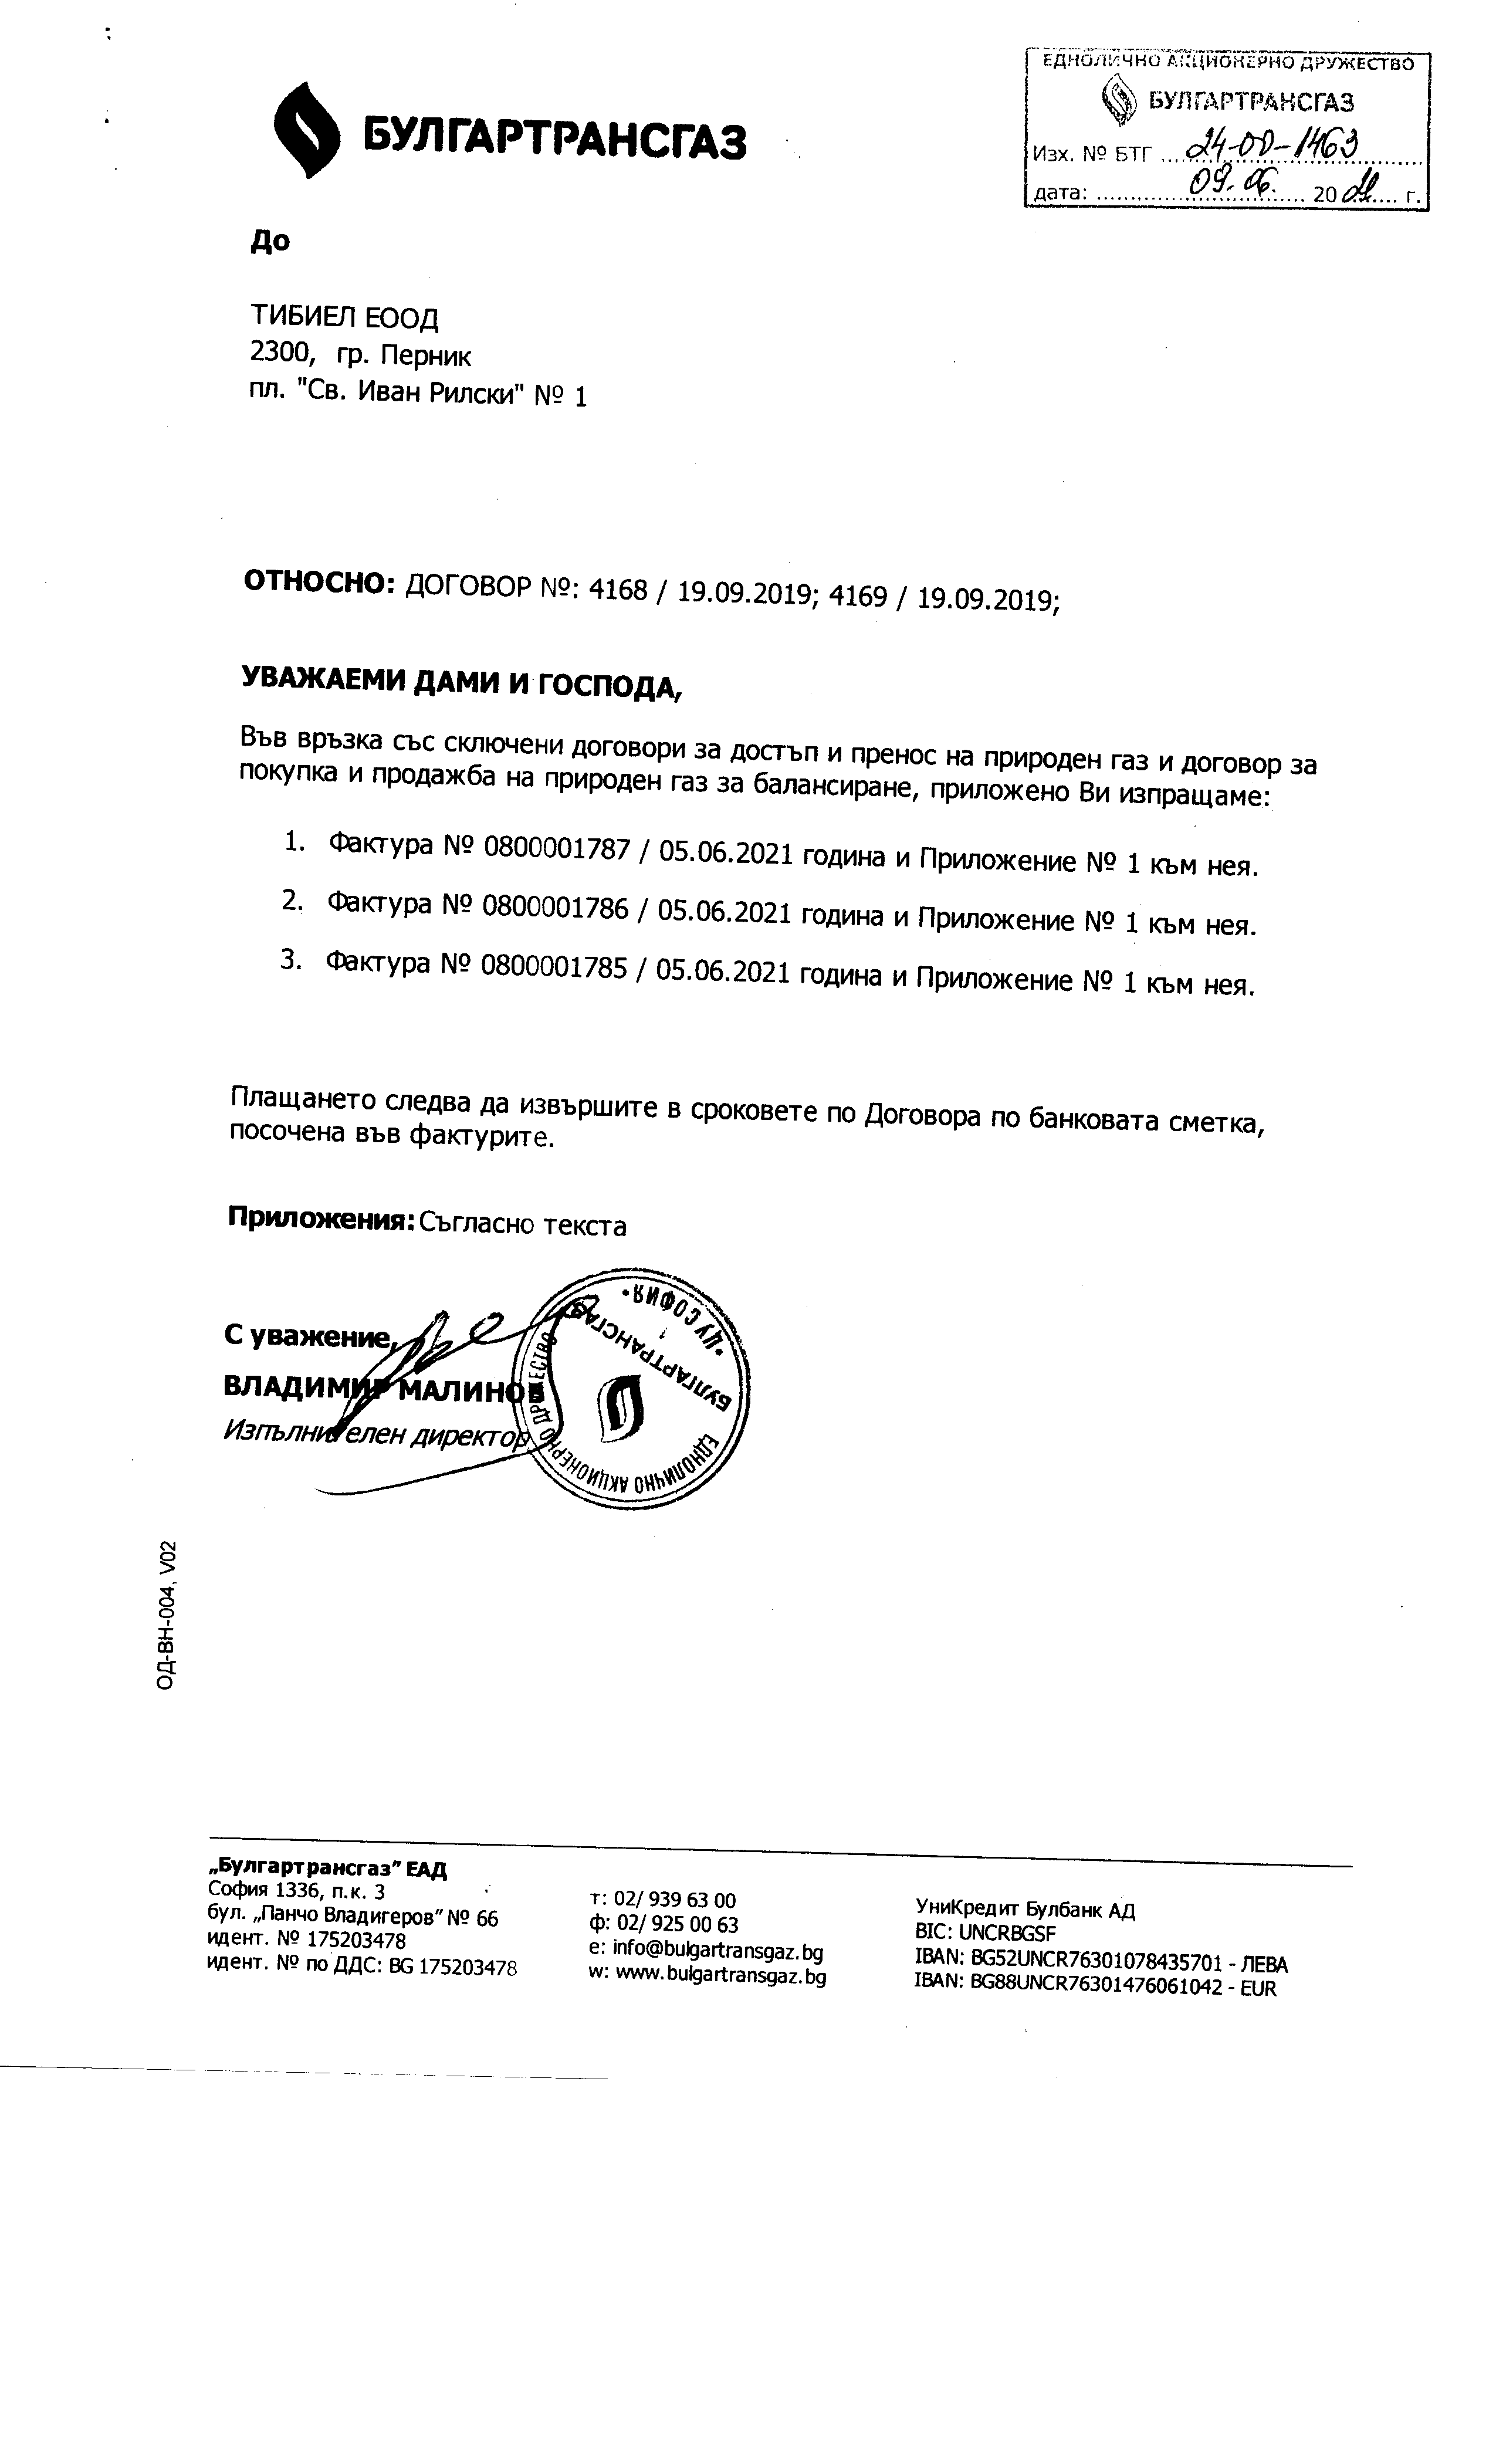 БУЛГАРТРАНСГАЗ
ЕДНОЛИЧНО АКЦИОНЕРНО ДРУЖЕСТВО
БУЛГАРТРАНСГАЗ
Изх. № БТГ 24-00-1463
дата: 09.06. 2021 г.
До
ТИБИЕЛ ЕООД
2300, гр. Перник
пл. "Св. Иван Рилски" № 1
ОТНОСНО: ДОГОВОР №: 4168 / 19.09.2019; 4169 / 19.09.2019;
УВАЖАЕМИ ДАМИ И ГОСПОДА,
Във връзка със сключени договори за достъп и пренос на природен газ и договор за
покупка и продажба на природен газ за балансиране, приложено Ви изпращаме:
1. Фактура № 0800001787 / 05.06.2021 година и Приложение № 1 към нея.
2. Фактура № 0800001786 / 05.06.2021 година и Приложение № 1 към нея.
3. Фактура № 0800001785 / 05.06.2021 година и Приложение № 1 към нея.
Плащането следва да извършите в сроковете по Договора по банковата сметка,
посочена във фактурите.
Приложения: Съгласно текста
С уважение,
ВЛАДИМИР МАЛИНОВ
Изпълнителен директор
ЕДНОЛИЧНО АКЦИОНЕРНО ДРУЖЕСТВО
БУЛГАРТРАНСГАЗ
1
•ЦУ СОФИЯ•
ОД-ВН-004, V02
„Булгартрансгаз” ЕАД
София 1336, п.к. 3
бул. „Панчо Владигеров” № 66
идент. № 175203478
идент. № по ДДС: BG 175203478
т: 02/ 939 63 00
ф: 02/ 925 00 63
e: info@bulgartransgaz.bg
w: www.bulgartransgaz.bg
УниКредит Булбанк АД
BIC: UNCRBGSF
IBAN: BG52UNCR76301078435701 - ЛЕВА
IBAN: BG88UNCR76301476061042 - EUR